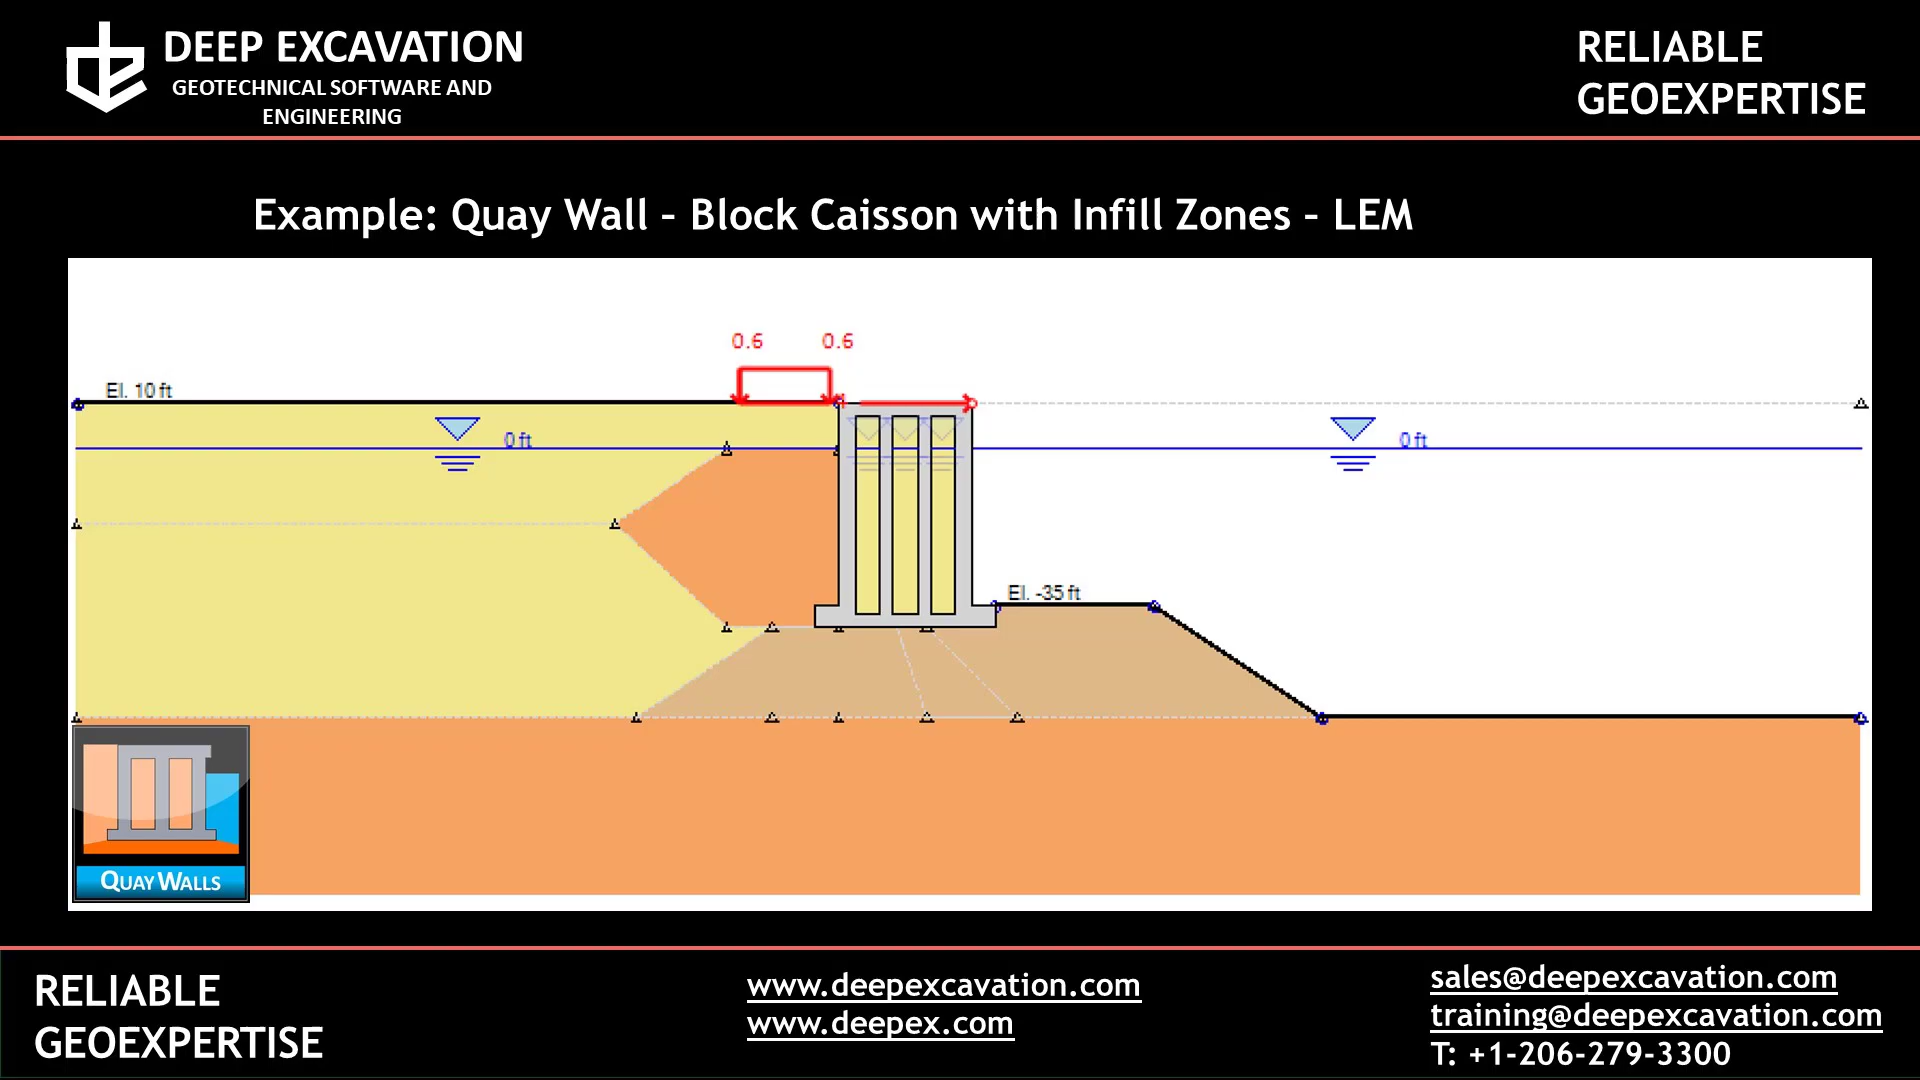 DEEP EXCAVATION
GEOTECHNICAL SOFTWARE AND
ENGINEERING
RELIABLE
GEOEXPERTISE
Example: Quay Wall – Block Caisson with Infill Zones – LEM
0.6 0.6
El. 10 ft
0 ft
0 ft
El. -35 ft
QUAY WALLS
RELIABLE
GEOEXPERTISE
www.deepexcavation.com
www.deepex.com
sales@deepexcavation.com
training@deepexcavation.com
T: +1-206-279-3300